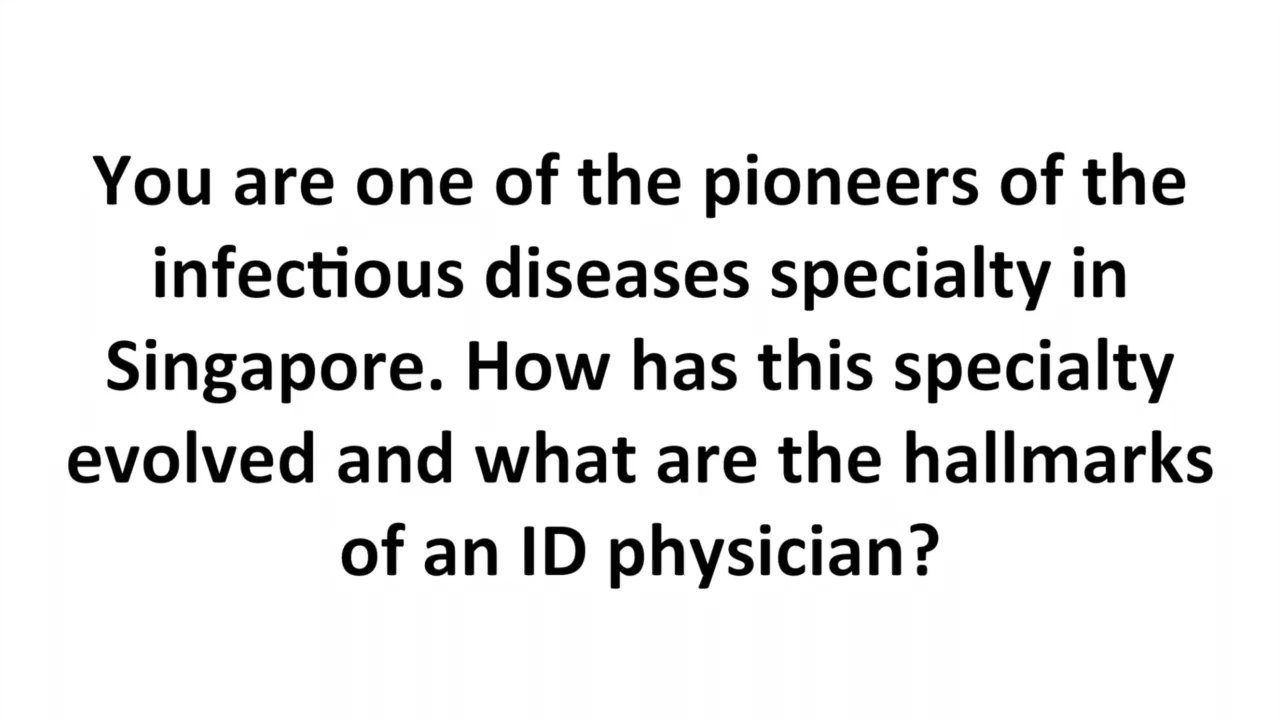 You are one of the pioneers of the
infectious diseases specialty in
Singapore. How has this specialty
evolved and what are the hallmarks
of an ID physician?